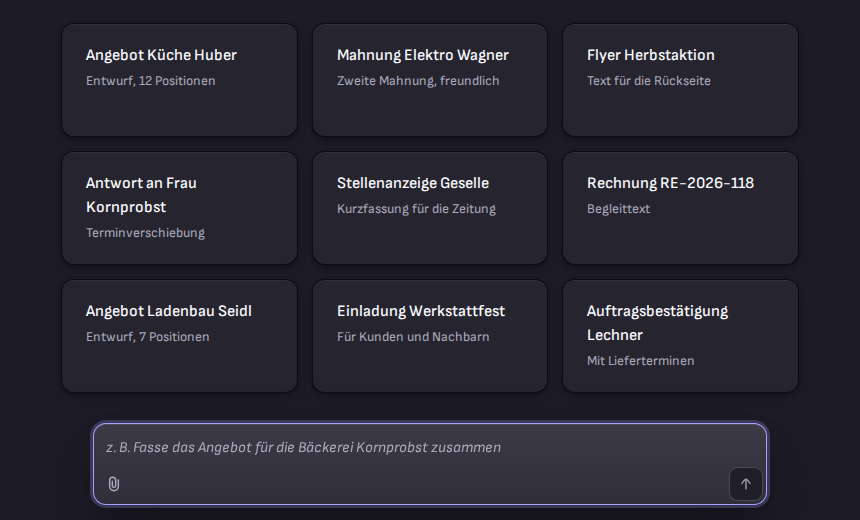 Angebot Küche Huber
Entwurf, 12 Positionen
Mahnung Elektro Wagner
Zweite Mahnung, freundlich
Flyer Herbstaktion
Text für die Rückseite
Antwort an Frau
Kornprobst
Terminverschiebung
Stellenanzeige Geselle
Kurzfassung für die Zeitung
Rechnung RE-2026-118
Begleittext
Angebot Ladenbau Seidl
Entwurf, 7 Positionen
Einladung Werkstattfest
Für Kunden und Nachbarn
Auftragsbestätigung
Lechner
Mit Lieferterminen
z. B. Fasse das Angebot für die Bäckerei Kornprobst zusammen